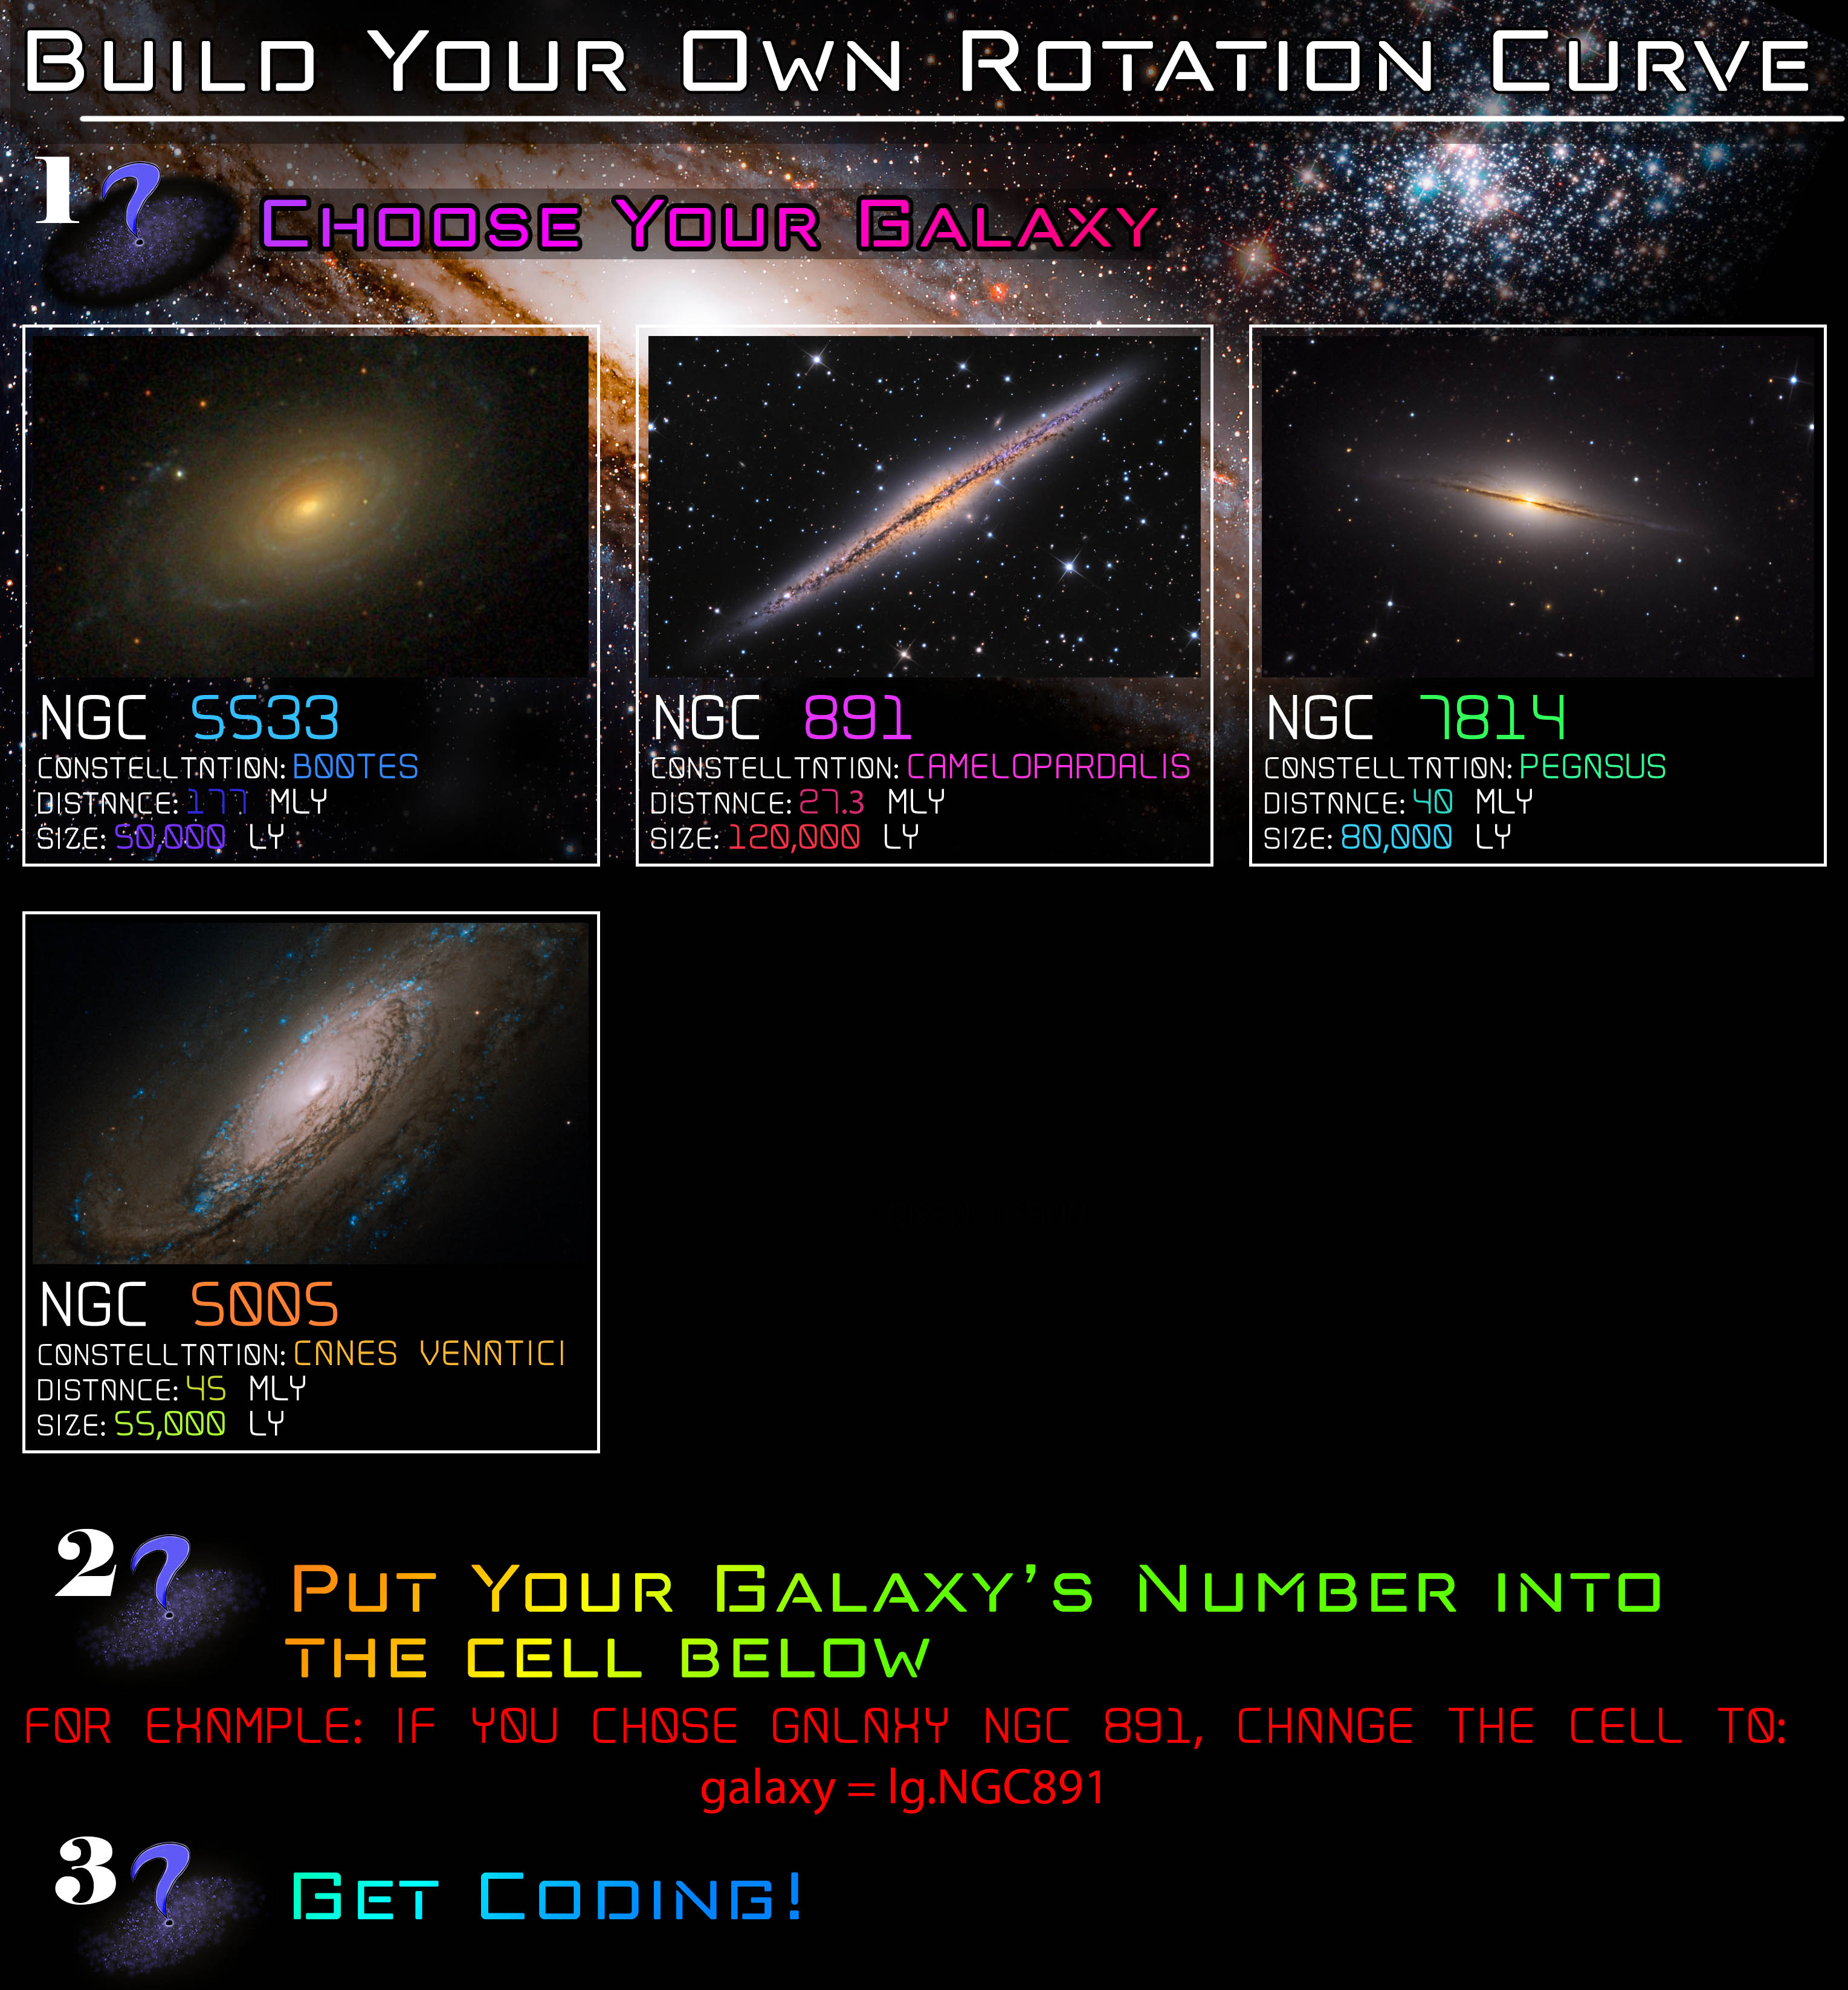 Build Your Own Rotation Curve
1
Choose Your Galaxy
NGC 5533
CONSTELLTATION: BOOTES
DISTANCE: 177 MLY
SIZE: 50,000 LY
NGC 891
CONSTELLTATION: CAMELOPARDALIS
DISTANCE: 27.3 MLY
SIZE: 120,000 LY
NGC 7814
CONSTELLTATION: PEGASUS
DISTANCE: 40 MLY
SIZE: 80,000 LY
NGC 5005
CONSTELLTATION: CANES VENATICI
DISTANCE: 45 MLY
SIZE: 55,000 LY
2
Put Your Galaxy's Number into
the cell below
FOR EXAMPLE: IF YOU CHOSE GALAXY NGC 891, CHANGE THE CELL TO:
galaxy = lg.NGC891
3
Get Coding!